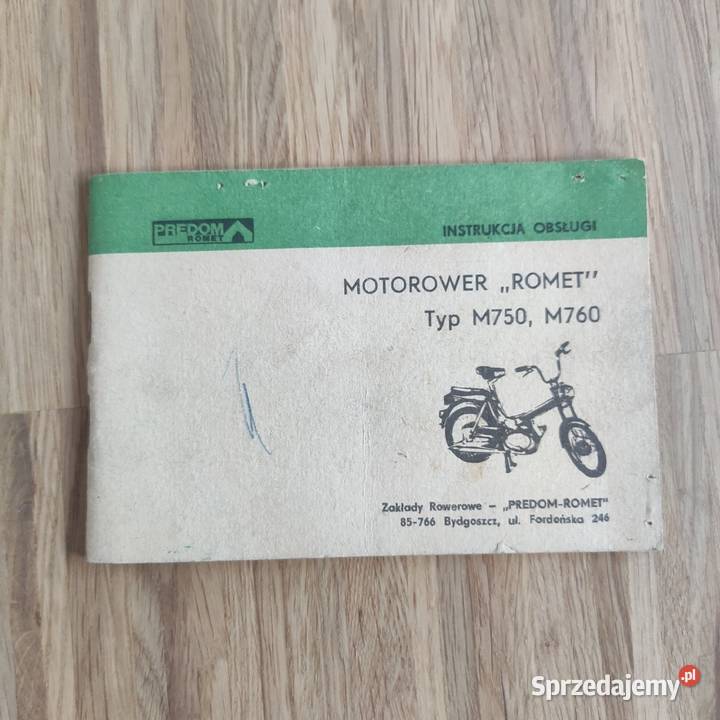 PREDOM
ROMET
INSTRUKCJA OBSŁUGI
MOTOROWER „ROMET”
Typ M750, M760
Zakłady Rowerowe – „PREDOM-ROMET”
85-766 Bydgoszcz, ul. Fordońska 246
Sprzedajemy.pl